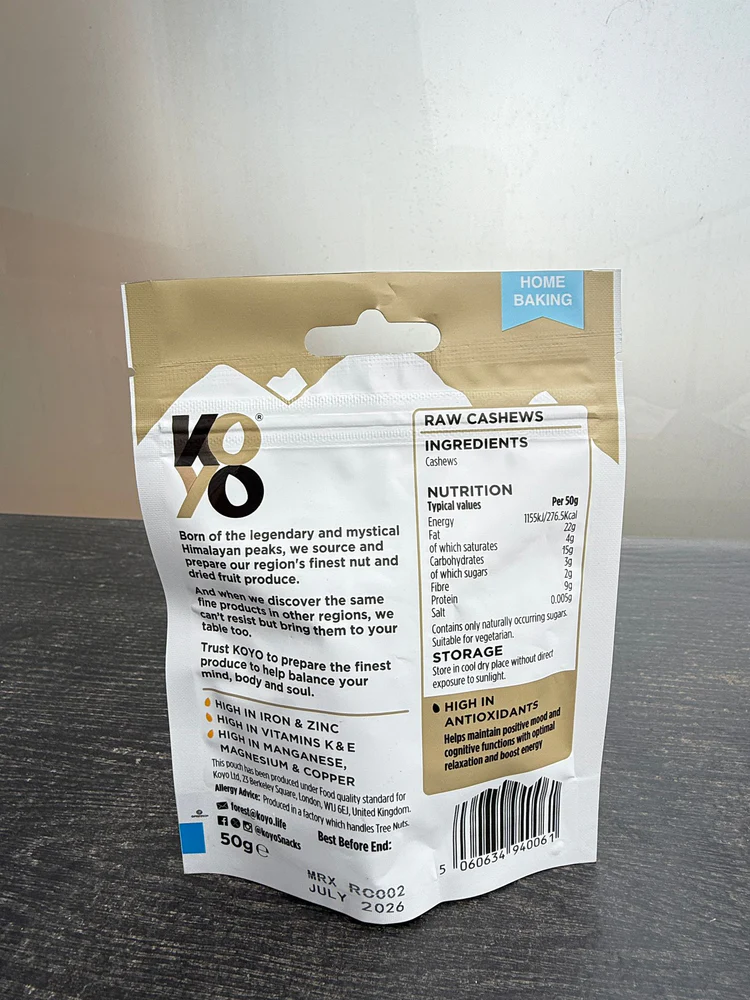 HOME
BAKING
KO
YO
®
Born of the legendary and mystical
Himalayan peaks, we source and
prepare our region's finest nut and
dried fruit produce.
And when we discover the same
fine products in other regions, we
can't resist but bring them to your
table too.
Trust KOYO to prepare the finest
produce to help balance your
mind, body and soul.
HIGH IN IRON & ZINC
HIGH IN VITAMINS K & E
HIGH IN MANGANESE,
MAGNESIUM & COPPER
This pouch has been produced under Food quality standard for
Koyo Ltd, 23 Berkeley Square, London, W1J 6EJ, United Kingdom.
Allergy Advice: Produced in a factory which handles Tree Nuts.
forest@koyo.life
@koyoSnacks
50g e
Best Before End:
MRX RC002
JULY 2026
RAW CASHEWS
INGREDIENTS
Cashews
NUTRITION
Typical values Per 50g
Energy 1155kJ/276.5Kcal
Fat 22g
of which saturates 4g
Carbohydrates 15g
of which sugars 3g
Fibre 2g
Protein 9g
Salt 0.005g
Contains only naturally occurring sugars.
Suitable for vegetarian.
STORAGE
Store in cool dry place without direct
exposure to sunlight.
HIGH IN
ANTIOXIDANTS
Helps maintain positive mood and
cognitive functions with optimal
relaxation and boost energy
5 060634 940061